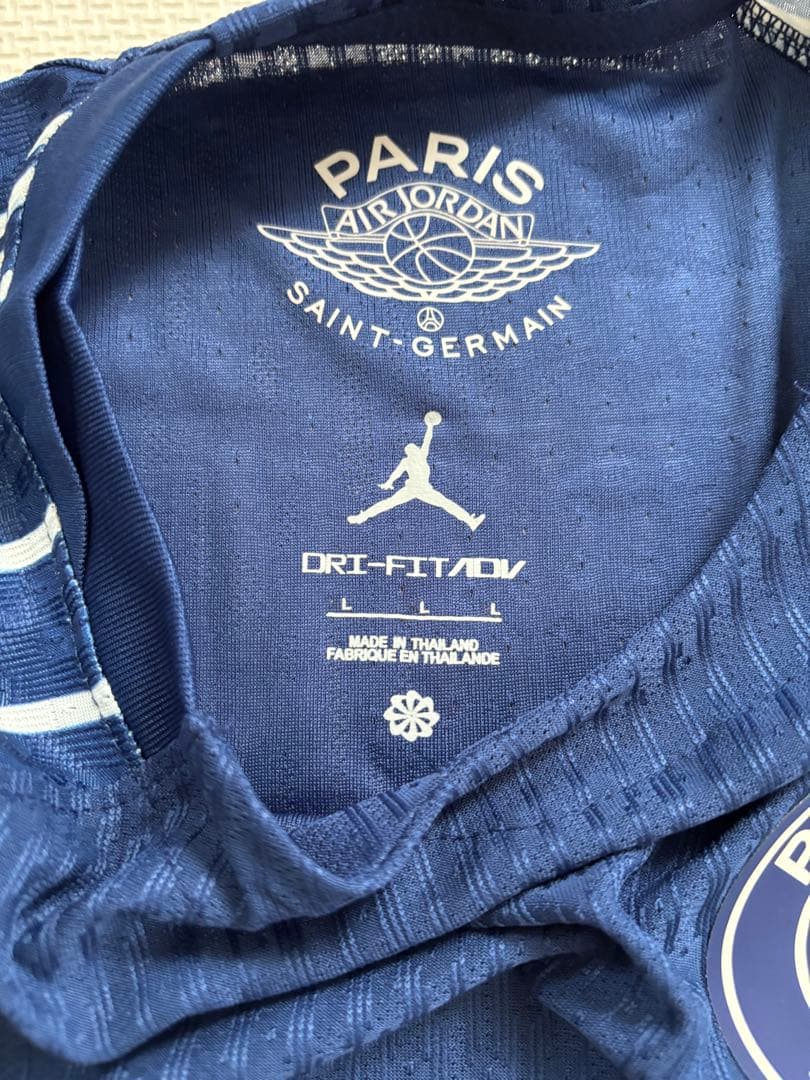 PARIS
AIR JORDAN
SAINT-GERMAIN
DRI-FIT ADV
L L L
MADE IN THAILAND
FABRIQUE EN THAILANDE